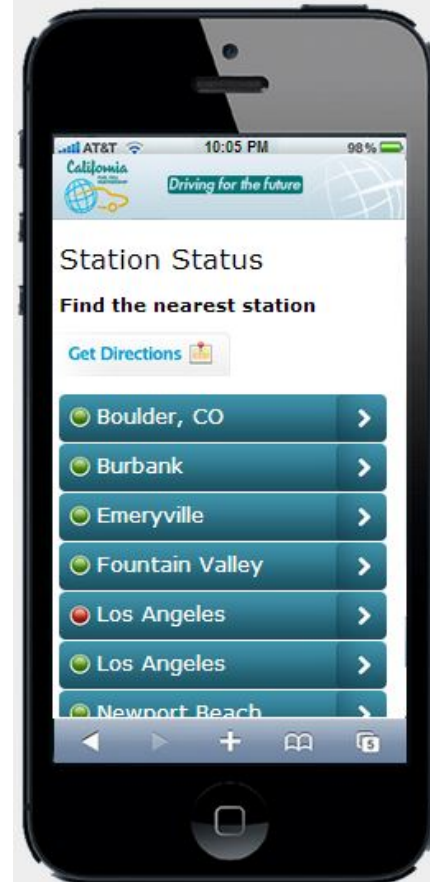 AT&T 10:05 PM 98%
California
Driving for the future
Station Status
Find the nearest station
Get Directions
Boulder, CO
Burbank
Emeryville
Fountain Valley
Los Angeles
Los Angeles
Newport Beach
5